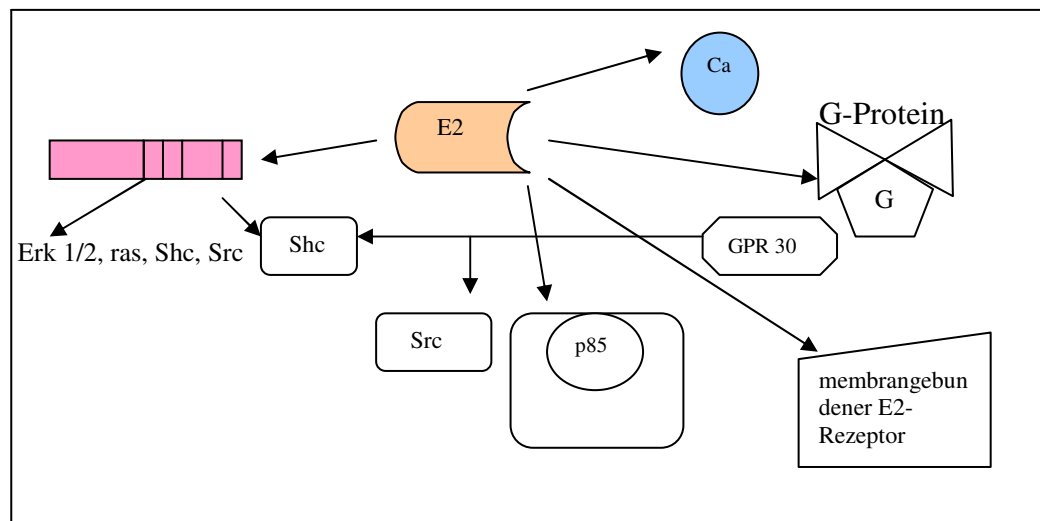 Ca
E2
G-Protein
G
Erk 1/2, ras, Shc, Src
Shc
GPR 30
Src
p85
membrangebun
dener E2-
Rezeptor